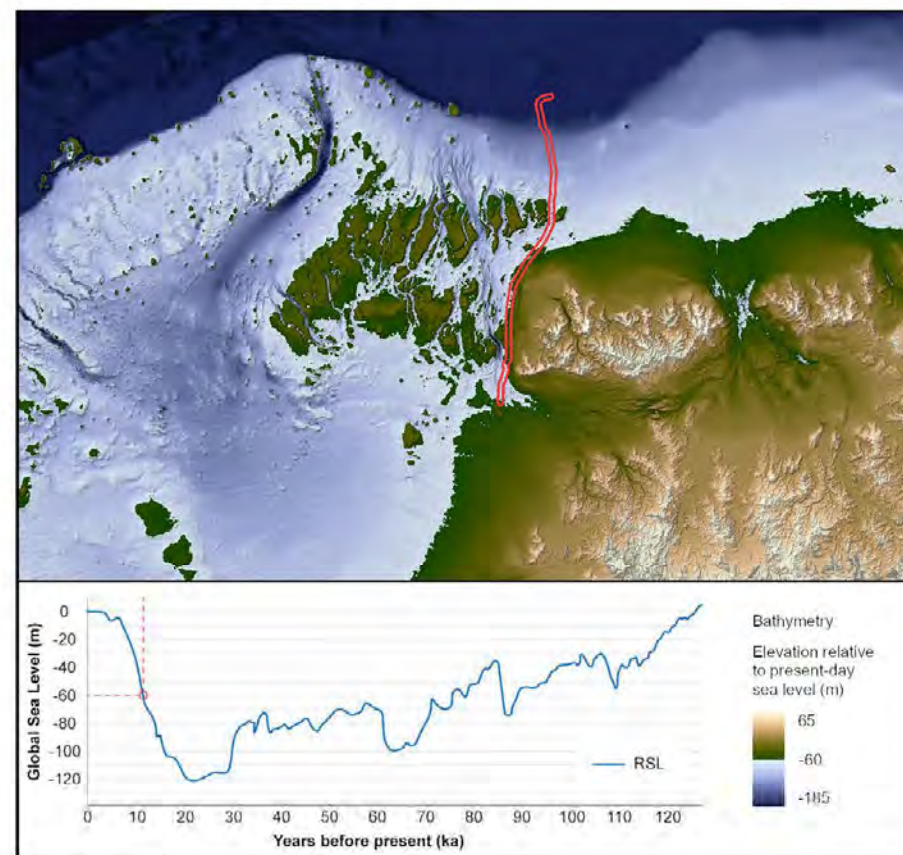 0
-20
-40
-60
-80
-100
-120
Global Sea Level (m)
RSL
0 10 20 30 40 50 60 70 80 90 100 110 120
Years before present (ka)
Bathymetry
Elevation relative
to present-day
sea level (m)
65
-60
-185